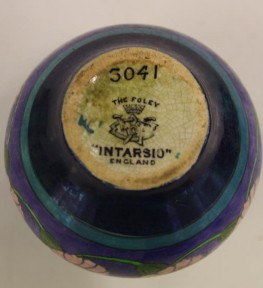 3041
THE FOLEY
"INTARSIO"
ENGLAND